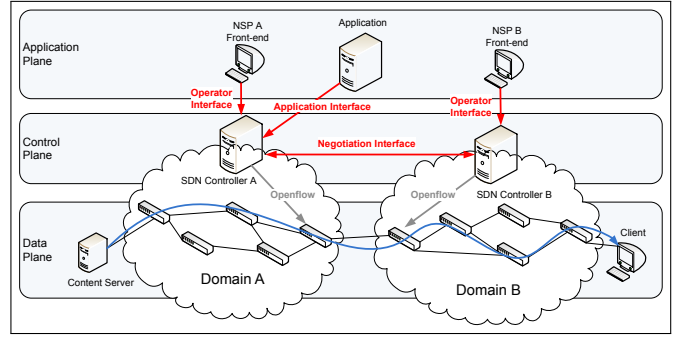 NSP A
Front-end
Application
NSP B
Front-end
Application
Plane
Operator
Interface
Application Interface
Operator
Interface
Control
Plane
Negotiation Interface
SDN Controller A
SDN Controller B
Openflow
Openflow
Data
Plane
Client
Content Server
Domain A
Domain B